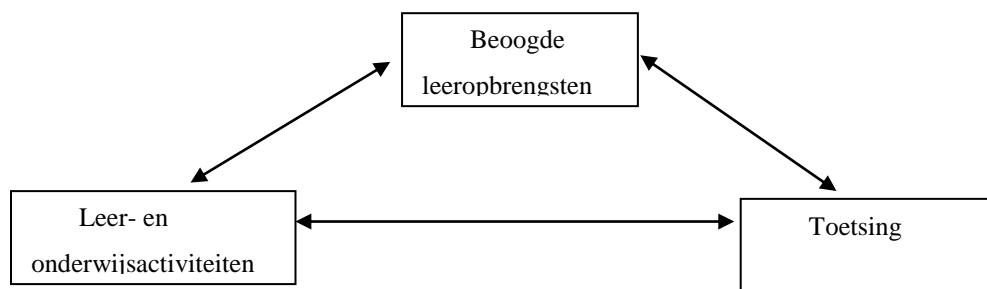 Beoogde
leeropbrengsten
Leer- en
onderwijsactiviteiten
Toetsing